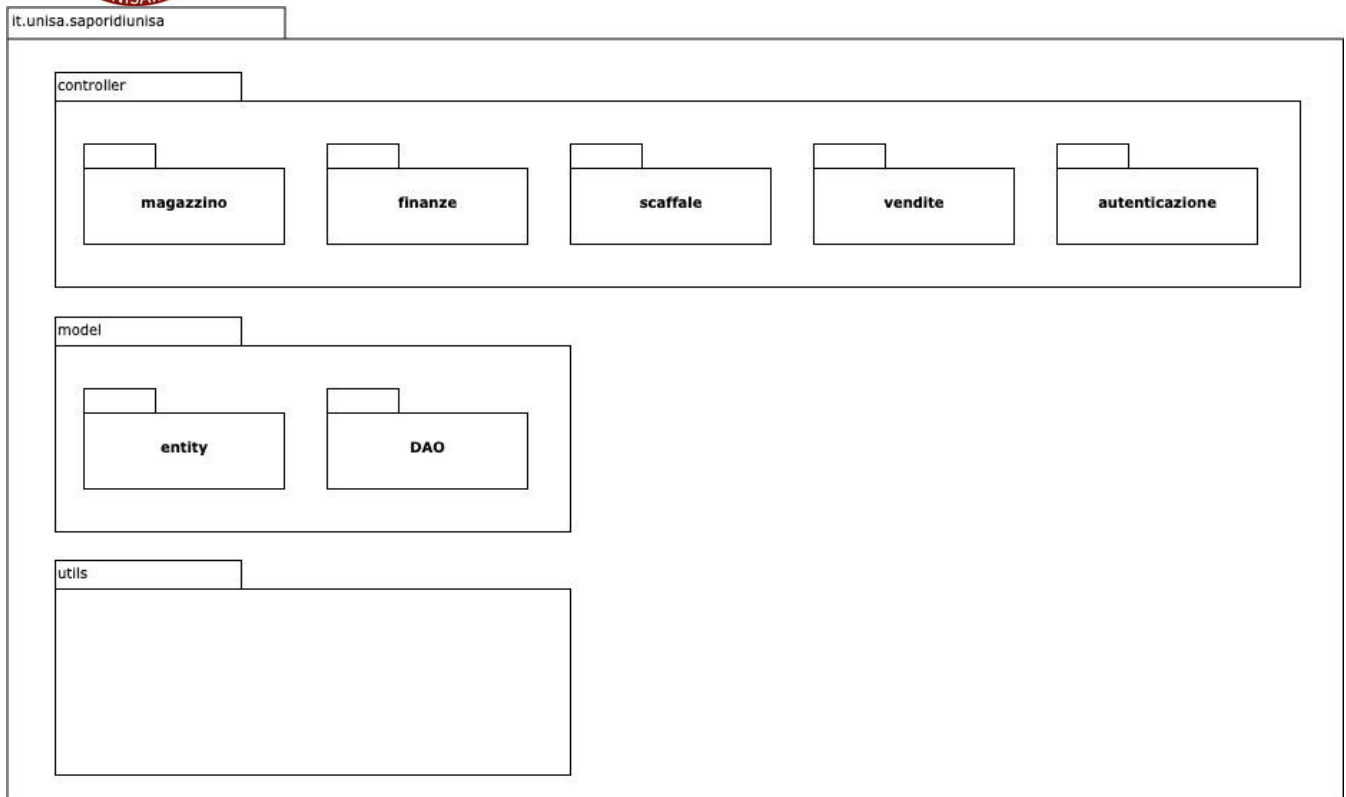 it.unisa.saporidiunisa
controller
magazzino
finanze
scaffale
vendite
autenticazione
model
entity
DAO
utils